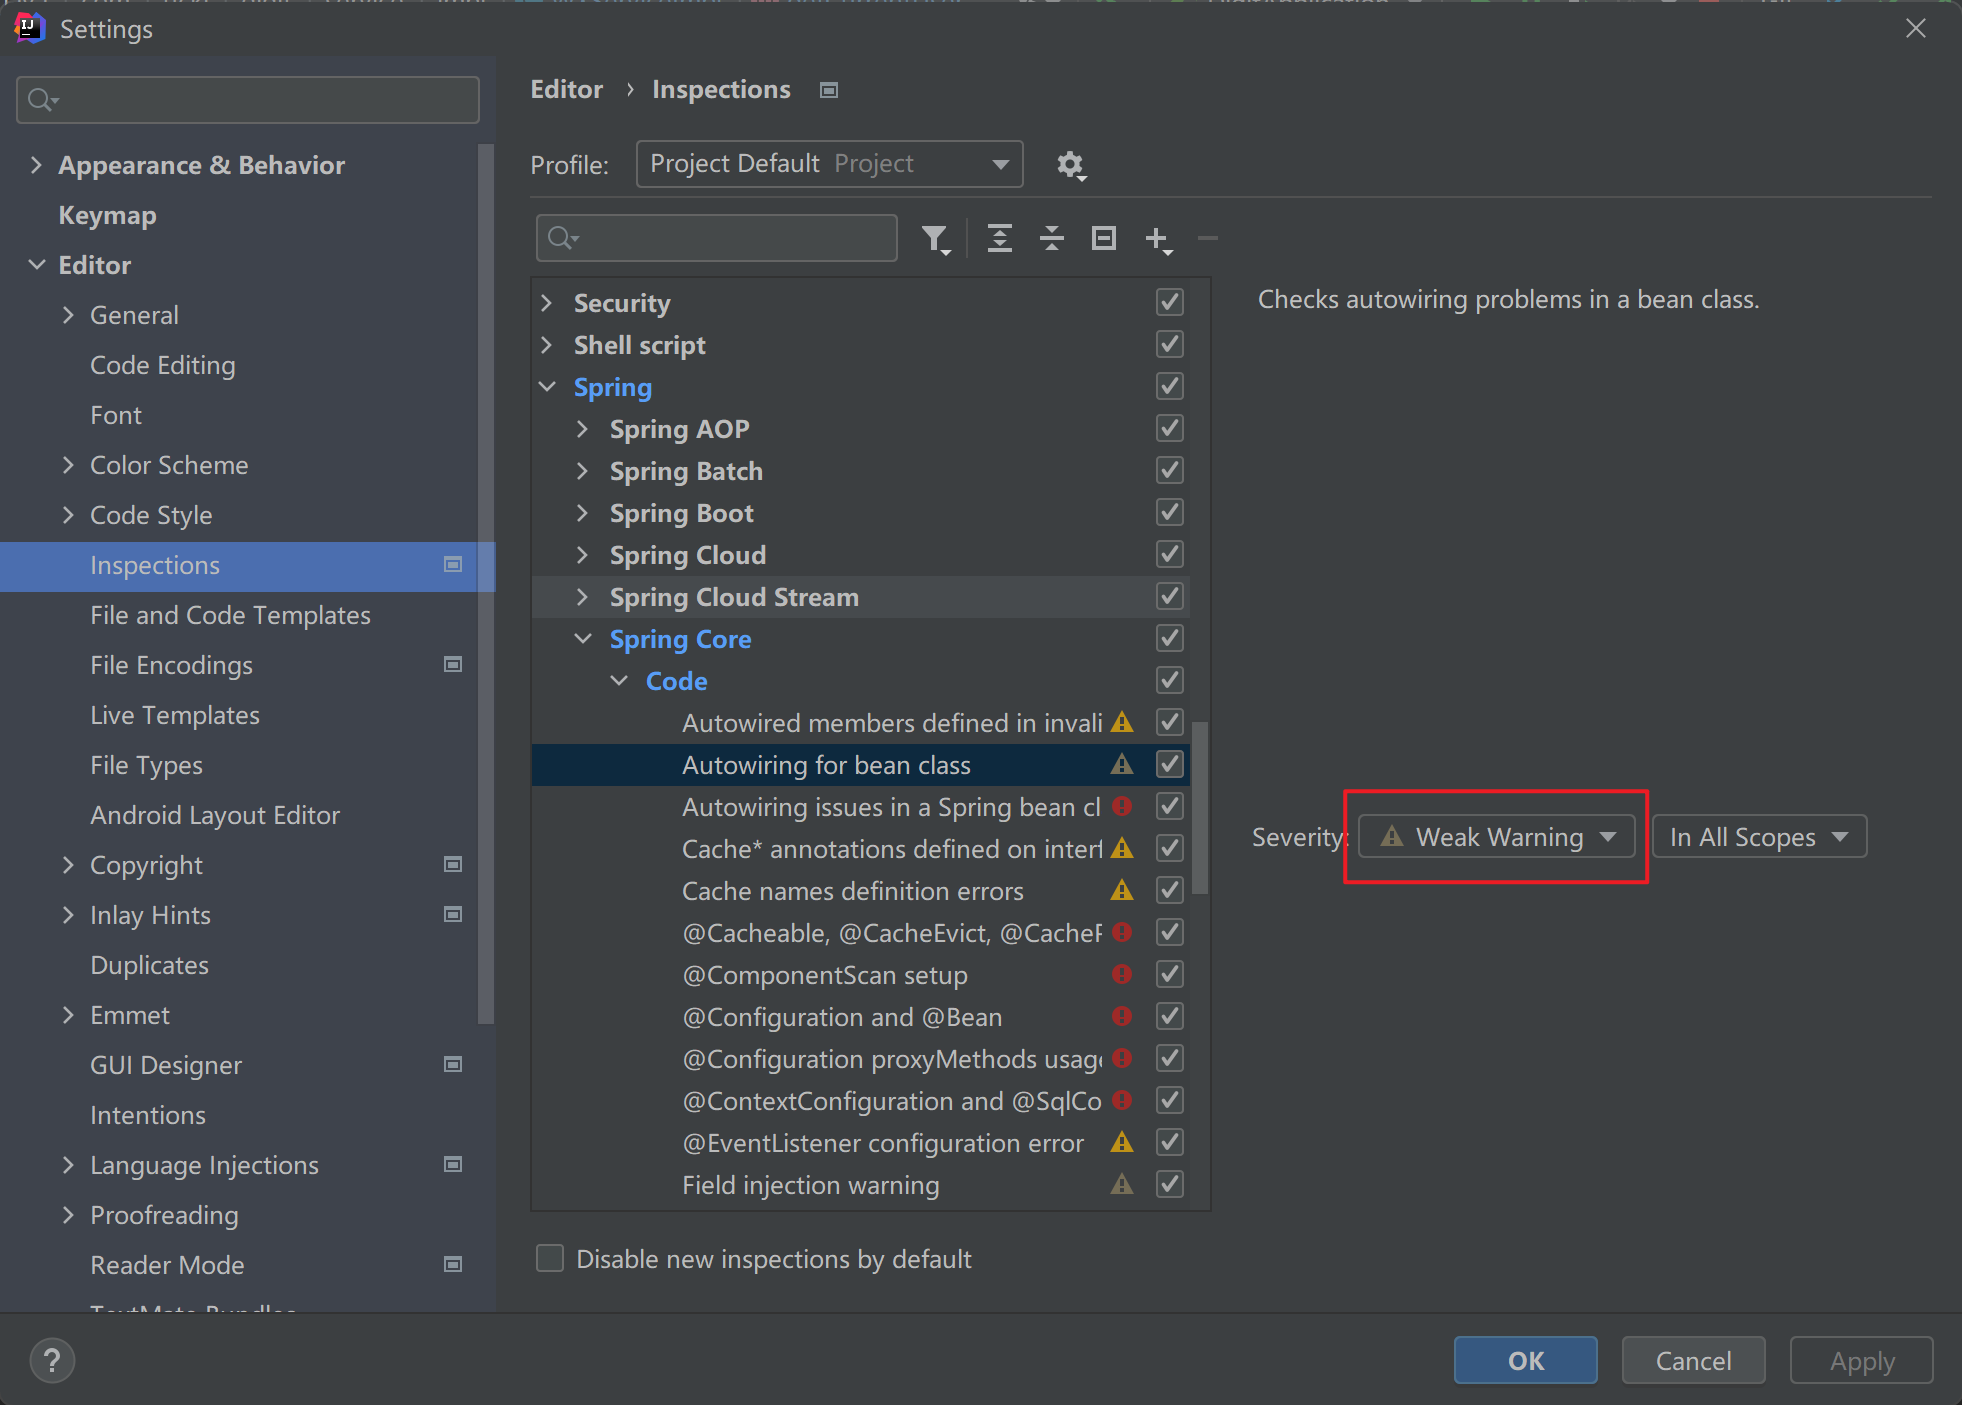 Settings
Appearance & Behavior
Keymap
Editor
General
Code Editing
Font
Color Scheme
Code Style
Inspections
File and Code Templates
File Encodings
Live Templates
File Types
Android Layout Editor
Copyright
Inlay Hints
Duplicates
Emmet
GUI Designer
Intentions
Language Injections
Proofreading
Reader Mode
TextMate Bundles
Editor › Inspections
Profile: Project Default Project
Security
Shell script
Spring
Spring AOP
Spring Batch
Spring Boot
Spring Cloud
Spring Cloud Stream
Spring Core
Code
Autowired members defined in invali
Autowiring for bean class
Autowiring issues in a Spring bean cl
Cache* annotations defined on interf
Cache names definition errors
@Cacheable, @CacheEvict, @CacheP
@ComponentScan setup
@Configuration and @Bean
@Configuration proxyMethods usage
@ContextConfiguration and @SqlCo
@EventListener configuration error
Field injection warning
Disable new inspections by default
Checks autowiring problems in a bean class.
Severity: Weak Warning In All Scopes
?
OK
Cancel
Apply